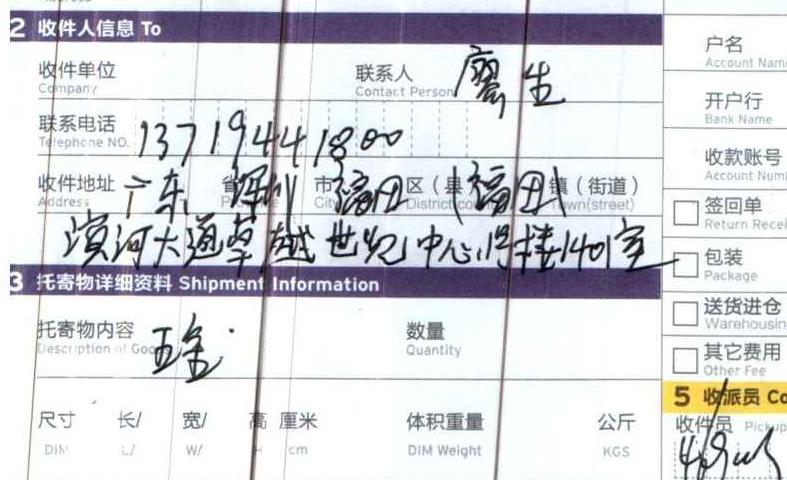 2 收件人信息 To
收件单位 联系人 廖生
Company Contact Person
联系电话 13719441800
Telephone NO.
收件地址 广东 省 深圳 市 福田 区（县） 福田 镇（街道）
Address Province City District(county) Town(street)
滨河大道卓越世纪中心1号楼1401室
3 托寄物详细资料 Shipment Information
托寄物内容 五金 数量
Description of Goods Quantity
尺寸 长/ 宽/ 高 厘米 体积重量 公斤
DIM L/ W/ H cm DIM Weight KGS
户名
Account Name
开户行
Bank Name
收款账号
Account Num
签回单
Return Recei
包装
Package
送货进仓
Warehousin
其它费用
Other Fee
5 收派员 Co
收件员 Pickup